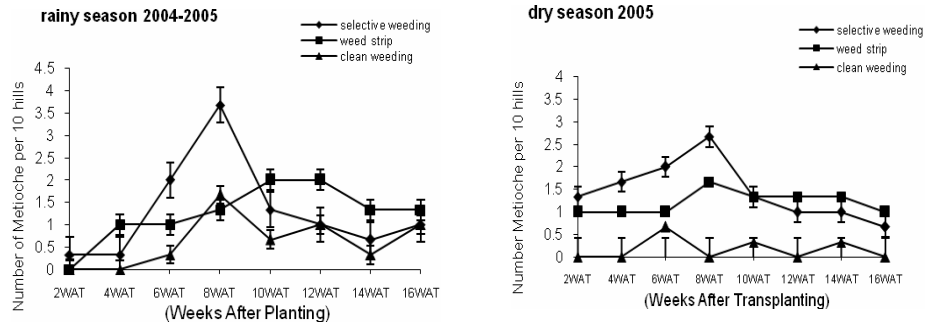 rainy season 2004-2005
selective weeding
weed strip
clean weeding
Number of Metioche per 10 hills
4.5
4
3.5
3
2.5
2
1.5
1
0.5
0
2WAT 4WAT 6WAT 8WAT 10WAT 12WAT 14WAT 16WAT
(Weeks After Planting)
dry season 2005
selective weeding
weed strip
clean weeding
Number Metioche per 10 hills
4
3.5
3
2.5
2
1.5
1
0.5
0
2WAT 4WAT 6WAT 8WAT 10WAT 12WAT 14WAT 16WAT
(Weeks After Transplanting)